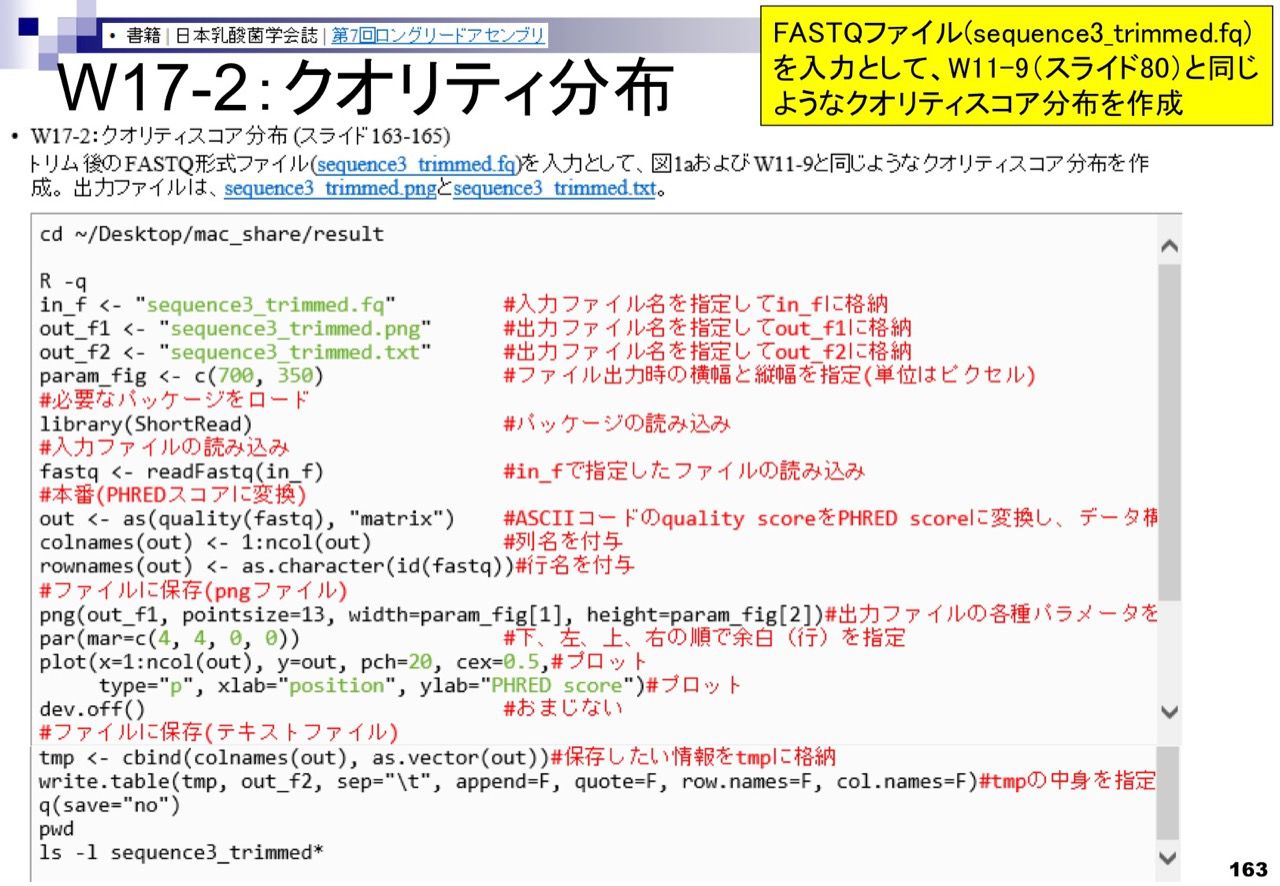 • 書籍 | 日本乳酸菌学会誌 | 第7回ロングリードアセンブリ
FASTQファイル(sequence3_trimmed.fq)
を入力として、W11-9(スライド80)と同じ
ようなクオリティスコア分布を作成
W17-2:クオリティ分布
• W17-2:クオリティスコア分布 (スライド163-165)
トリム後のFASTQ形式ファイル(sequence3_trimmed.fq)を入力として、図1aおよびW11-9と同じようなクオリティスコア分布を作
成。出力ファイルは、sequence3_trimmed.pngとsequence3_trimmed.txt。
cd ~/Desktop/mac_share/result
R -q
in_f <- "sequence3_trimmed.fq" #入力ファイル名を指定してin_fに格納
out_f1 <- "sequence3_trimmed.png" #出力ファイル名を指定してout_f1に格納
out_f2 <- "sequence3_trimmed.txt" #出力ファイル名を指定してout_f2に格納
param_fig <- c(700, 350) #ファイル出力時の横幅と縦幅を指定(単位はピクセル)
#必要なパッケージをロード
library(ShortRead) #パッケージの読み込み
#入力ファイルの読み込み
fastq <- readFastq(in_f) #in_fで指定したファイルの読み込み
#本番(PHREDスコアに変換)
out <- as(quality(fastq), "matrix") #ASCIIコードのquality scoreをPHRED scoreに変換し、データ構
colnames(out) <- 1:ncol(out) #列名を付与
rownames(out) <- as.character(id(fastq))#行名を付与
#ファイルに保存(pngファイル)
png(out_f1, pointsize=13, width=param_fig[1], height=param_fig[2])#出力ファイルの各種パラメータを
par(mar=c(4, 4, 0, 0)) #下、左、上、右の順で余白（行）を指定
plot(x=1:ncol(out), y=out, pch=20, cex=0.5,#プロット
type="p", xlab="position", ylab="PHRED score")#プロット
dev.off() #おまじない
#ファイルに保存(テキストファイル)
tmp <- cbind(colnames(out), as.vector(out))#保存したい情報をtmpに格納
write.table(tmp, out_f2, sep="\t", append=F, quote=F, row.names=F, col.names=F)#tmpの中身を指定
q(save="no")
pwd
ls -l sequence3_trimmed*
163